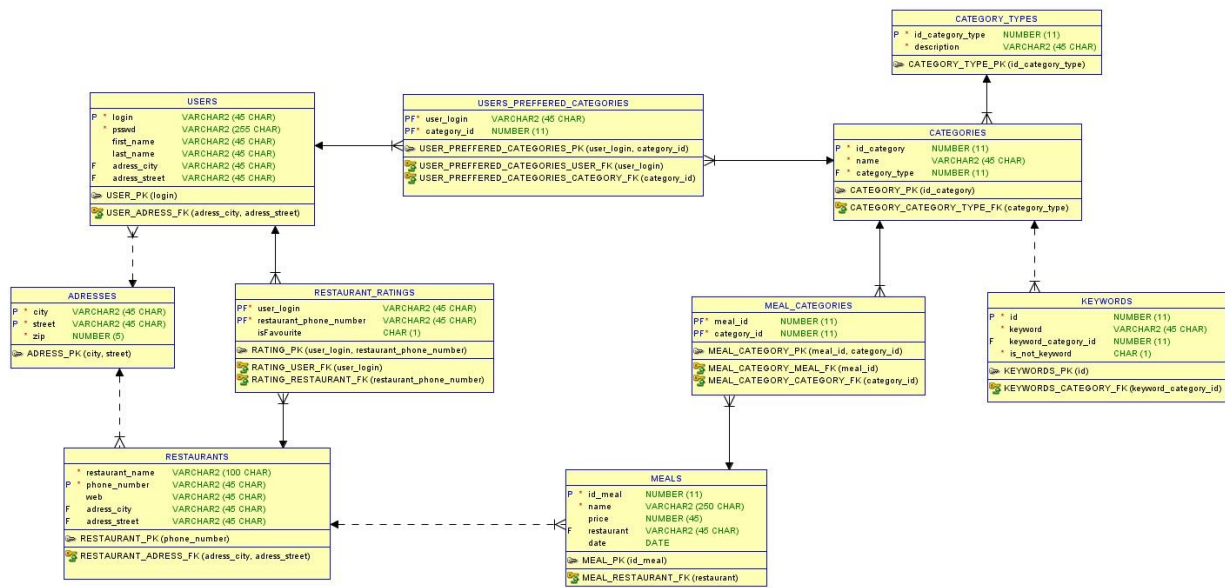 CATEGORY_TYPES
P * id_category_type NUMBER (11)
* description VARCHAR2 (45 CHAR)
CATEGORY_TYPE_PK (id_category_type)
USERS
P * login VARCHAR2 (45 CHAR)
* psswd VARCHAR2 (255 CHAR)
first_name VARCHAR2 (45 CHAR)
last_name VARCHAR2 (45 CHAR)
F adress_city VARCHAR2 (45 CHAR)
F adress_street VARCHAR2 (45 CHAR)
USER_PK (login)
USER_ADRESS_FK (adress_city, adress_street)
USERS_PREFFERED_CATEGORIES
PF* user_login VARCHAR2 (45 CHAR)
PF* category_id NUMBER (11)
USER_PREFFERED_CATEGORIES_PK (user_login, category_id)
USER_PREFFERED_CATEGORIES_USER_FK (user_login)
USER_PREFFERED_CATEGORIES_CATEGORY_FK (category_id)
CATEGORIES
P * id_category NUMBER (11)
* name VARCHAR2 (45 CHAR)
F * category_type NUMBER (11)
CATEGORY_PK (id_category)
CATEGORY_CATEGORY_TYPE_FK (category_type)
ADRESSES
P * city VARCHAR2 (45 CHAR)
P * street VARCHAR2 (45 CHAR)
* zip NUMBER (5)
ADRESS_PK (city, street)
RESTAURANT_RATINGS
PF* user_login VARCHAR2 (45 CHAR)
PF* restaurant_phone_number VARCHAR2 (45 CHAR)
isFavourite CHAR (1)
RATING_PK (user_login, restaurant_phone_number)
RATING_USER_FK (user_login)
RATING_RESTAURANT_FK (restaurant_phone_number)
MEAL_CATEGORIES
PF* meal_id NUMBER (11)
PF* category_id NUMBER (11)
MEAL_CATEGORY_PK (meal_id, category_id)
MEAL_CATEGORY_MEAL_FK (meal_id)
MEAL_CATEGORY_CATEGORY_FK (category_id)
KEYWORDS
P * id NUMBER (11)
* keyword VARCHAR2 (45 CHAR)
F keyword_category_id NUMBER (11)
* is_not_keyword CHAR (1)
KEYWORDS_PK (id)
KEYWORDS_CATEGORY_FK (keyword_category_id)
RESTAURANTS
* restaurant_name VARCHAR2 (100 CHAR)
P * phone_number VARCHAR2 (45 CHAR)
web VARCHAR2 (45 CHAR)
F adress_city VARCHAR2 (45 CHAR)
F adress_street VARCHAR2 (45 CHAR)
RESTAURANT_PK (phone_number)
RESTAURANT_ADRESS_FK (adress_city, adress_street)
MEALS
P * id_meal NUMBER (11)
* name VARCHAR2 (250 CHAR)
price NUMBER (45)
F restaurant VARCHAR2 (45 CHAR)
date DATE
MEAL_PK (id_meal)
MEAL_RESTAURANT_FK (restaurant)